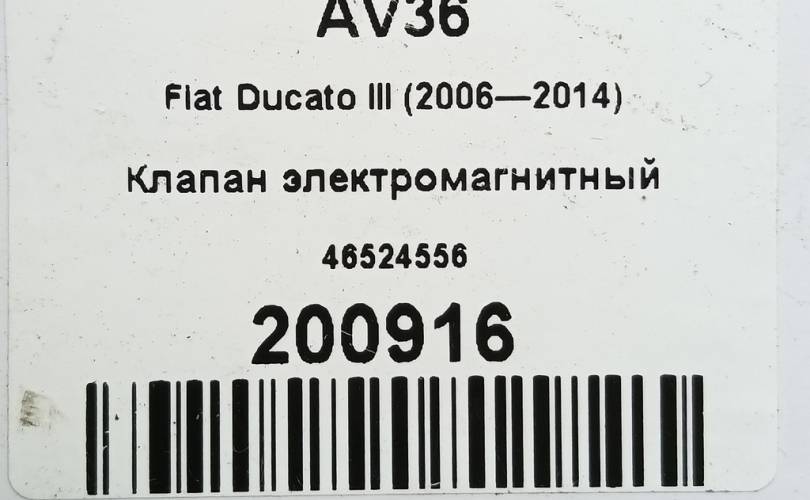 AV36
Fiat Ducato III (2006—2014)
Клапан электромагнитный
46524556
200916